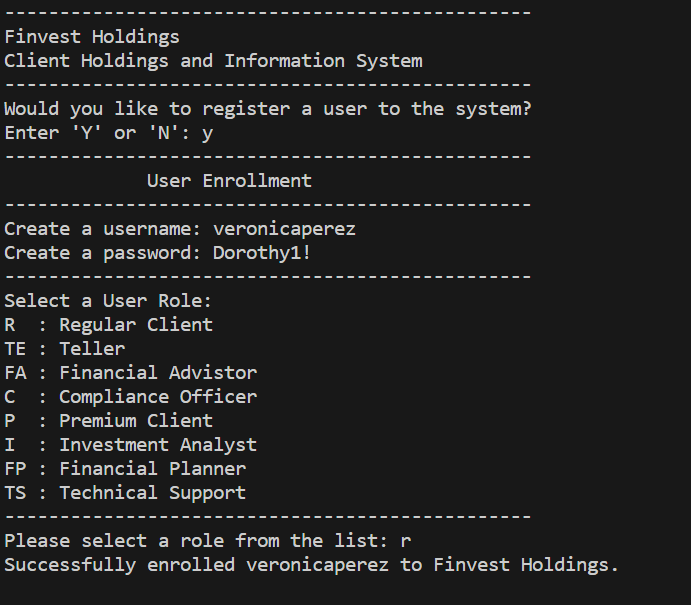 ------------------------------------------------
Finvest Holdings
Client Holdings and Information System
------------------------------------------------
Would you like to register a user to the system?
Enter 'Y' or 'N': y
------------------------------------------------
             User Enrollment
------------------------------------------------
Create a username: veronicaperez
Create a password: Dorothy1!
------------------------------------------------
Select a User Role:
R  : Regular Client
TE : Teller
FA : Financial Advistor
C  : Compliance Officer
P  : Premium Client
I  : Investment Analyst
FP : Financial Planner
TS : Technical Support
------------------------------------------------
Please select a role from the list: r
Successfully enrolled veronicaperez to Finvest Holdings.